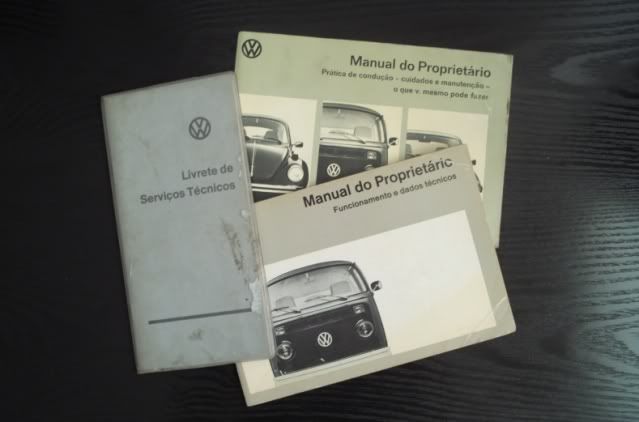 Manual do Proprietário
Prática de condução - cuidados e manutenção -
o que v. mesmo pode fazer
Livrete de
Serviços Técnicos
Manual do Proprietário
Funcionamento e dados técnicos